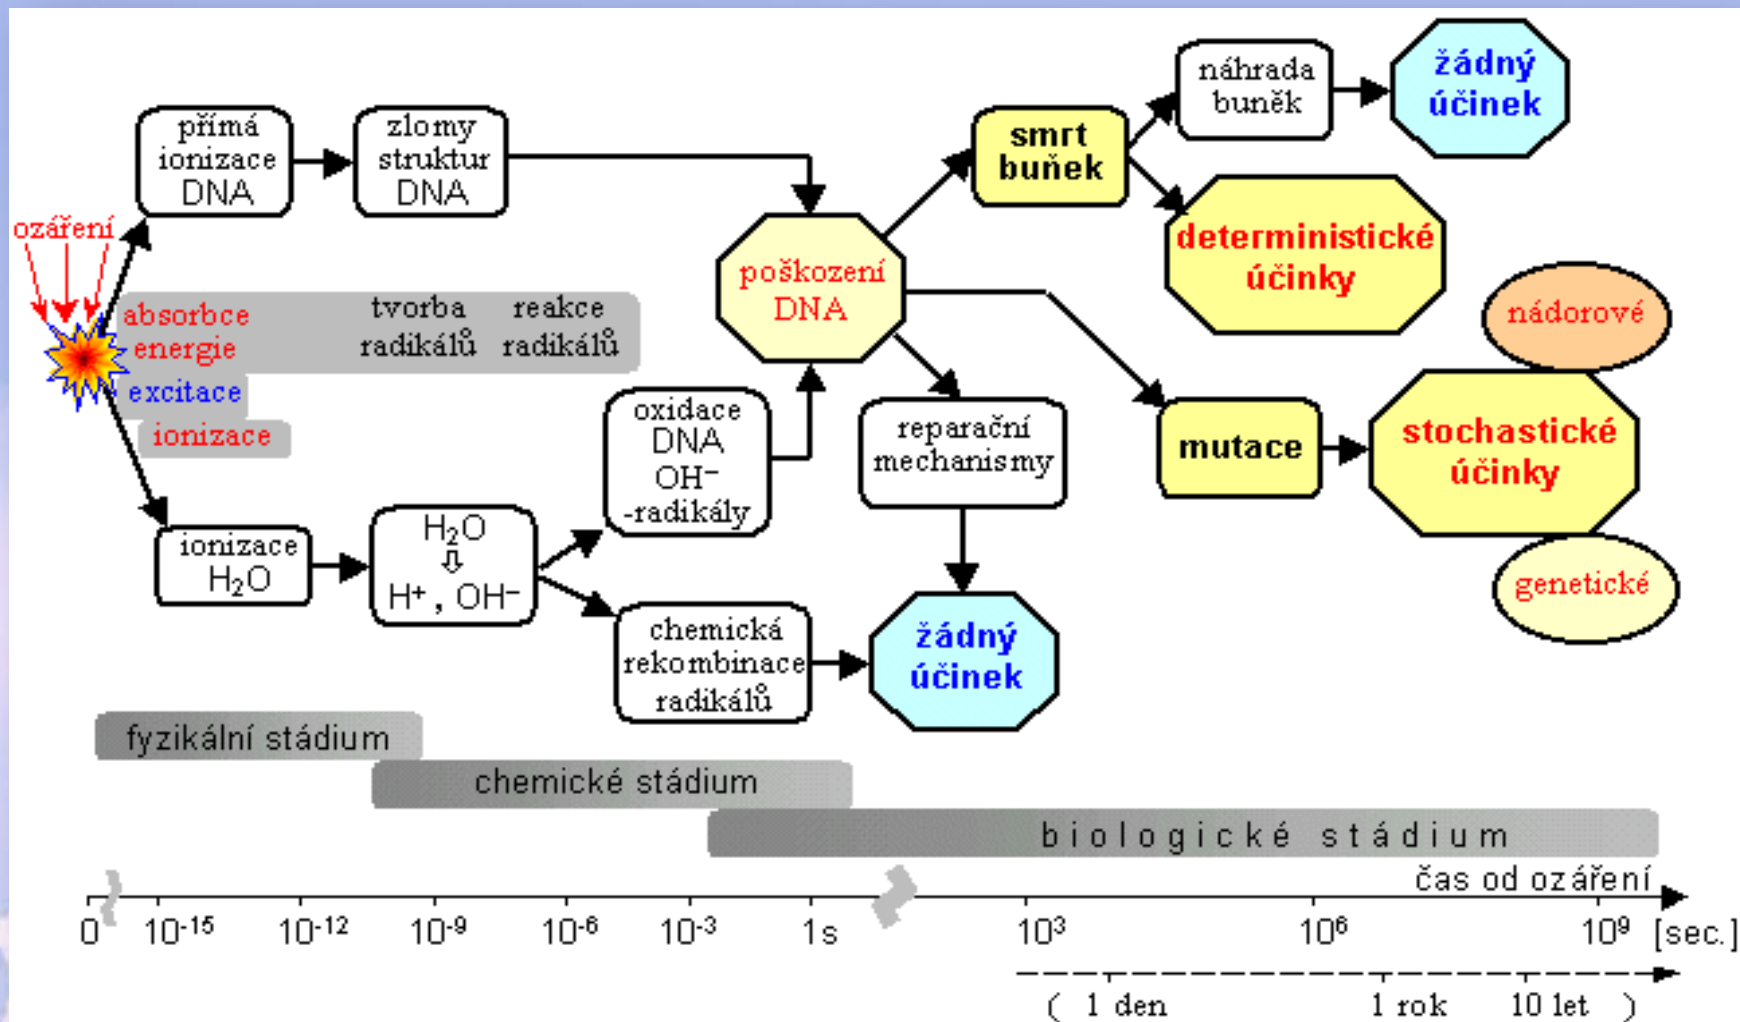 ozáření
přímá
ionizace
DNA
zlomy
struktur
DNA
absorbce
energie
excitace
ionizace
tvorba
radikálů
reakce
radikálů
ionizace
H₂O
H₂O
⇩
H⁺ , OH⁻
oxidace
DNA
OH⁻
-radikály
chemická
rekombinace
radikálů
poškození
DNA
reparační
mechanismy
žádný
účinek
smrt
buňek
náhrada
buněk
žádný
účinek
deterministické
účinky
mutace
stochastické
účinky
nádorové
genetické
fyzikální stádium
chemické stádium
biologické stádium
čas od ozáření
0 10⁻¹⁵ 10⁻¹² 10⁻⁹ 10⁻⁶ 10⁻³ 1s 10³ 10⁶ 10⁹ [sec.]
( 1 den 1 rok 10 let )